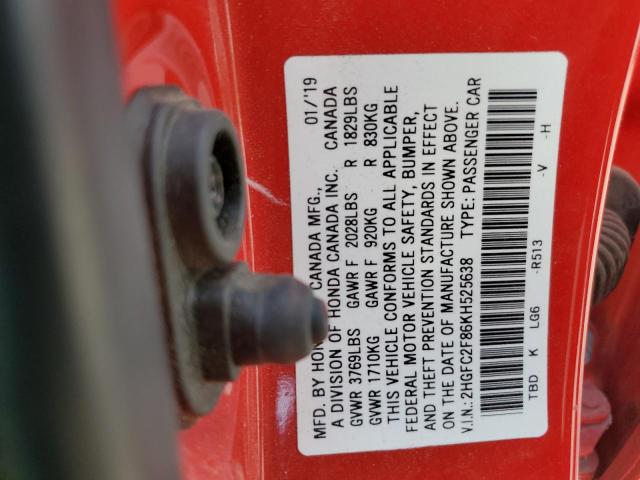 MFD. BY HON CANADA MFG., 01/'19
A DIVISION OF HONDA CANADA INC. CANADA
GVWR 3769LBS GAWR F 2028LBS R 1829LBS
GVWR 1710KG GAWR F 920KG R 830KG
THIS VEHICLE CONFORMS TO ALL APPLICABLE
FEDERAL MOTOR VEHICLE SAFETY, BUMPER,
AND THEFT PREVENTION STANDARDS IN EFFECT
ON THE DATE OF MANUFACTURE SHOWN ABOVE.
V.I.N.: 2HGFC2F86KH525638 TYPE: PASSENGER CAR
TBD K LG6 -R513 -V -H